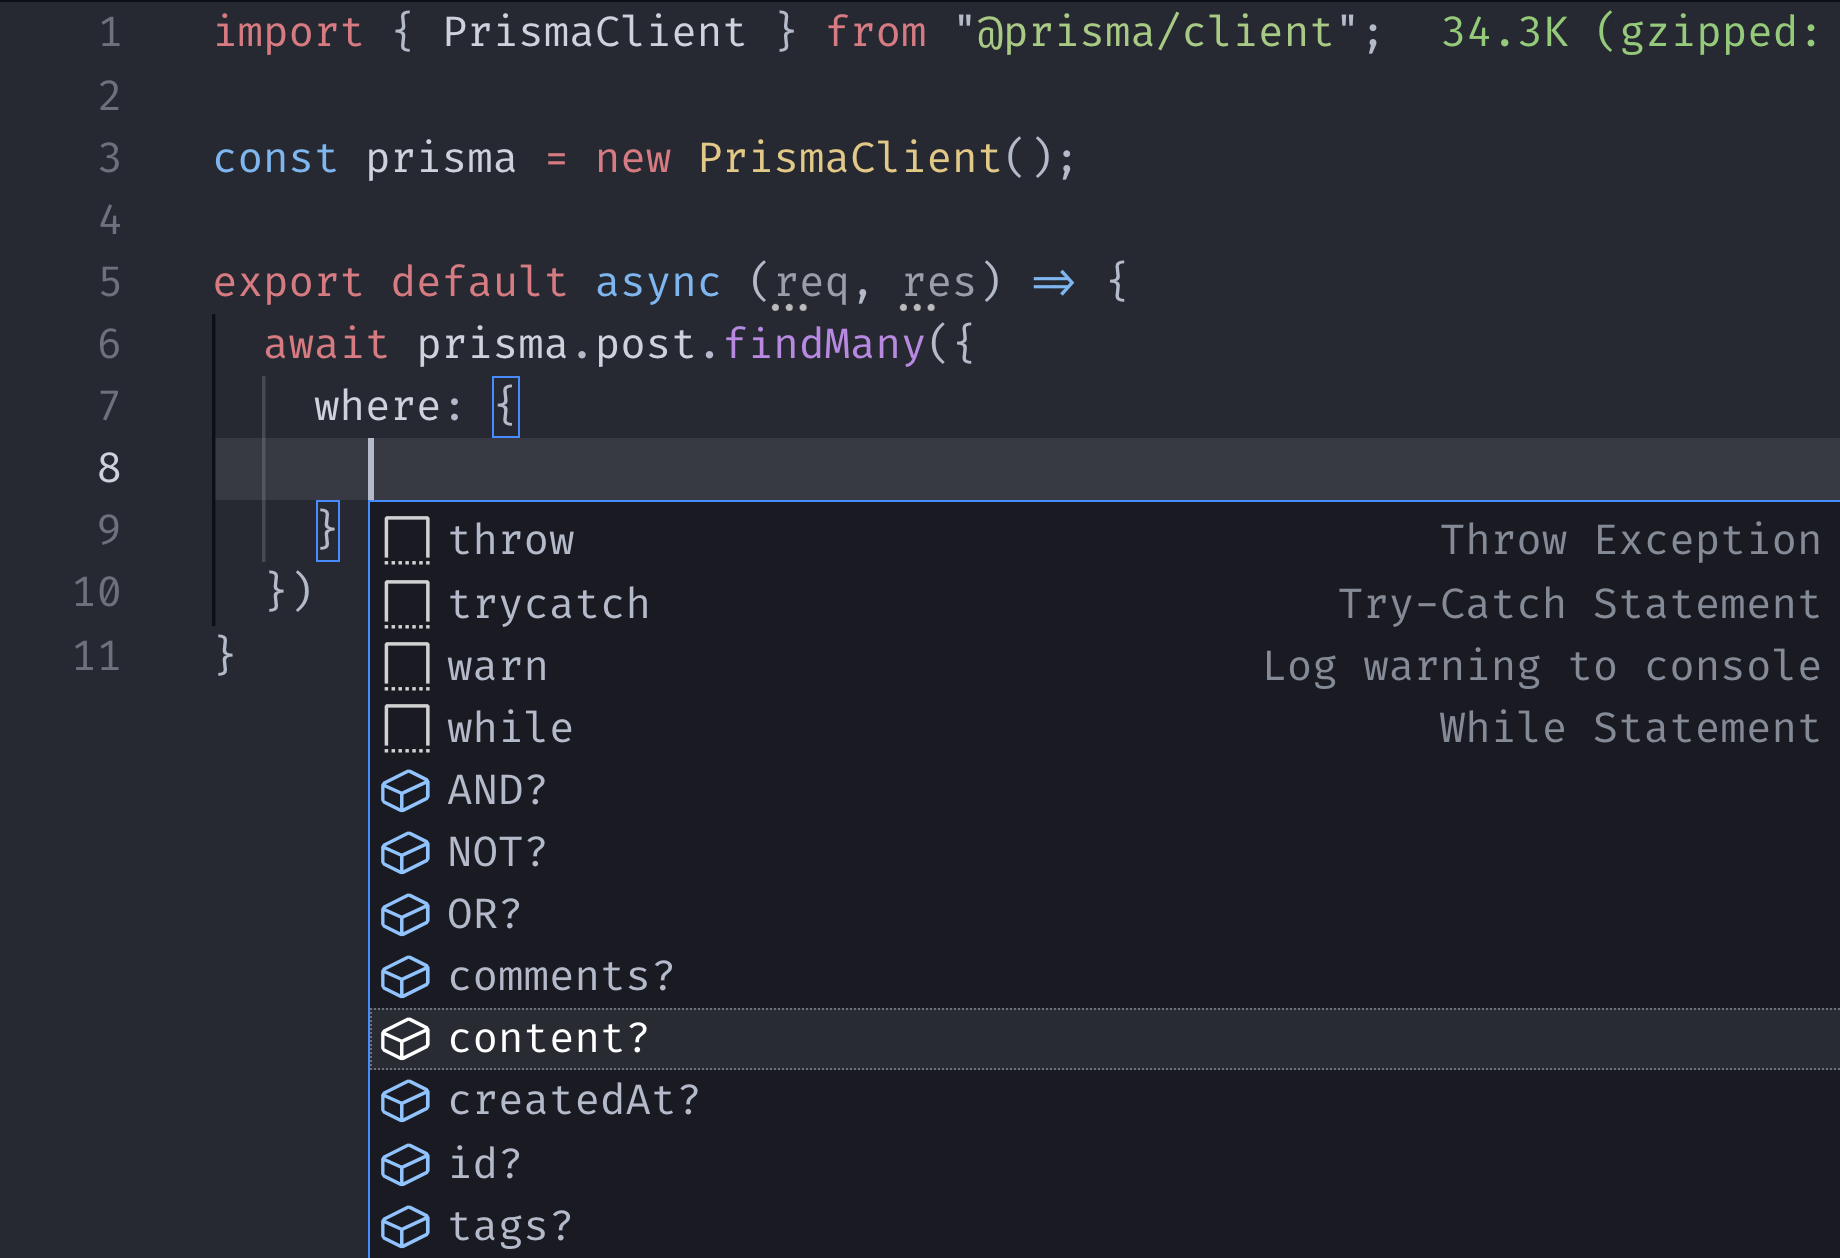 1 import { PrismaClient } from "@prisma/client"; 34.3K (gzipped:
2
3 const prisma = new PrismaClient();
4
5 export default async (req, res) => {
6 await prisma.post.findMany({
7 where: {
8
9 }
10 })
11 }
throw Throw Exception
trycatch Try-Catch Statement
warn Log warning to console
while While Statement
AND?
NOT?
OR?
comments?
content?
createdAt?
id?
tags?